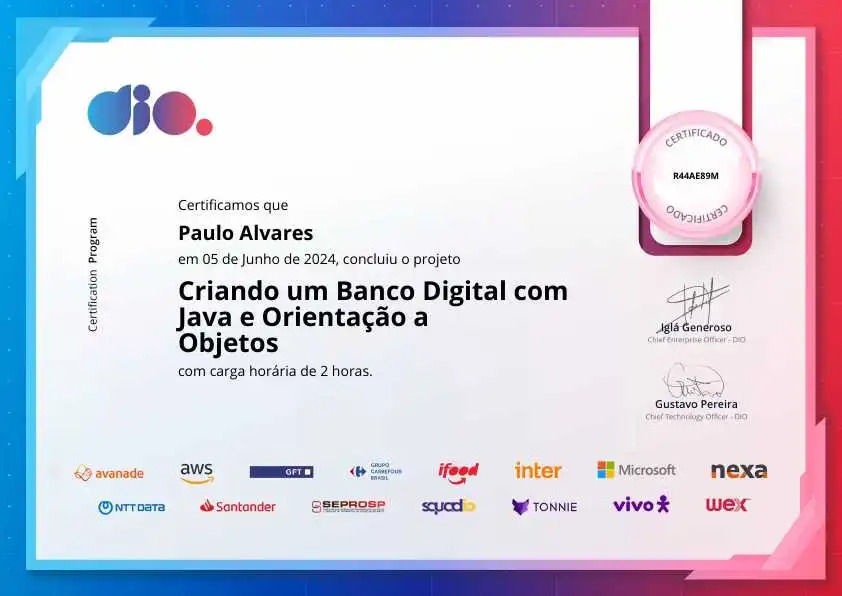 dio.
CERTIFICADO
R44AE89M
CERTIFICADO
Certification Program
Certificamos que
Paulo Alvares
em 05 de Junho de 2024, concluiu o projeto
Criando um Banco Digital com
Java e Orientação a
Objetos
com carga horária de 2 horas.
Iglá Generoso
Chief Enterprise Officer - DIO
Gustavo Pereira
Chief Technology Officer - DIO
avanade aws GFT GRUPO CARREFOUR BRASIL ifood inter Microsoft nexa
NTT DATA Santander SEPROSP squadio TONNIE vivo wex